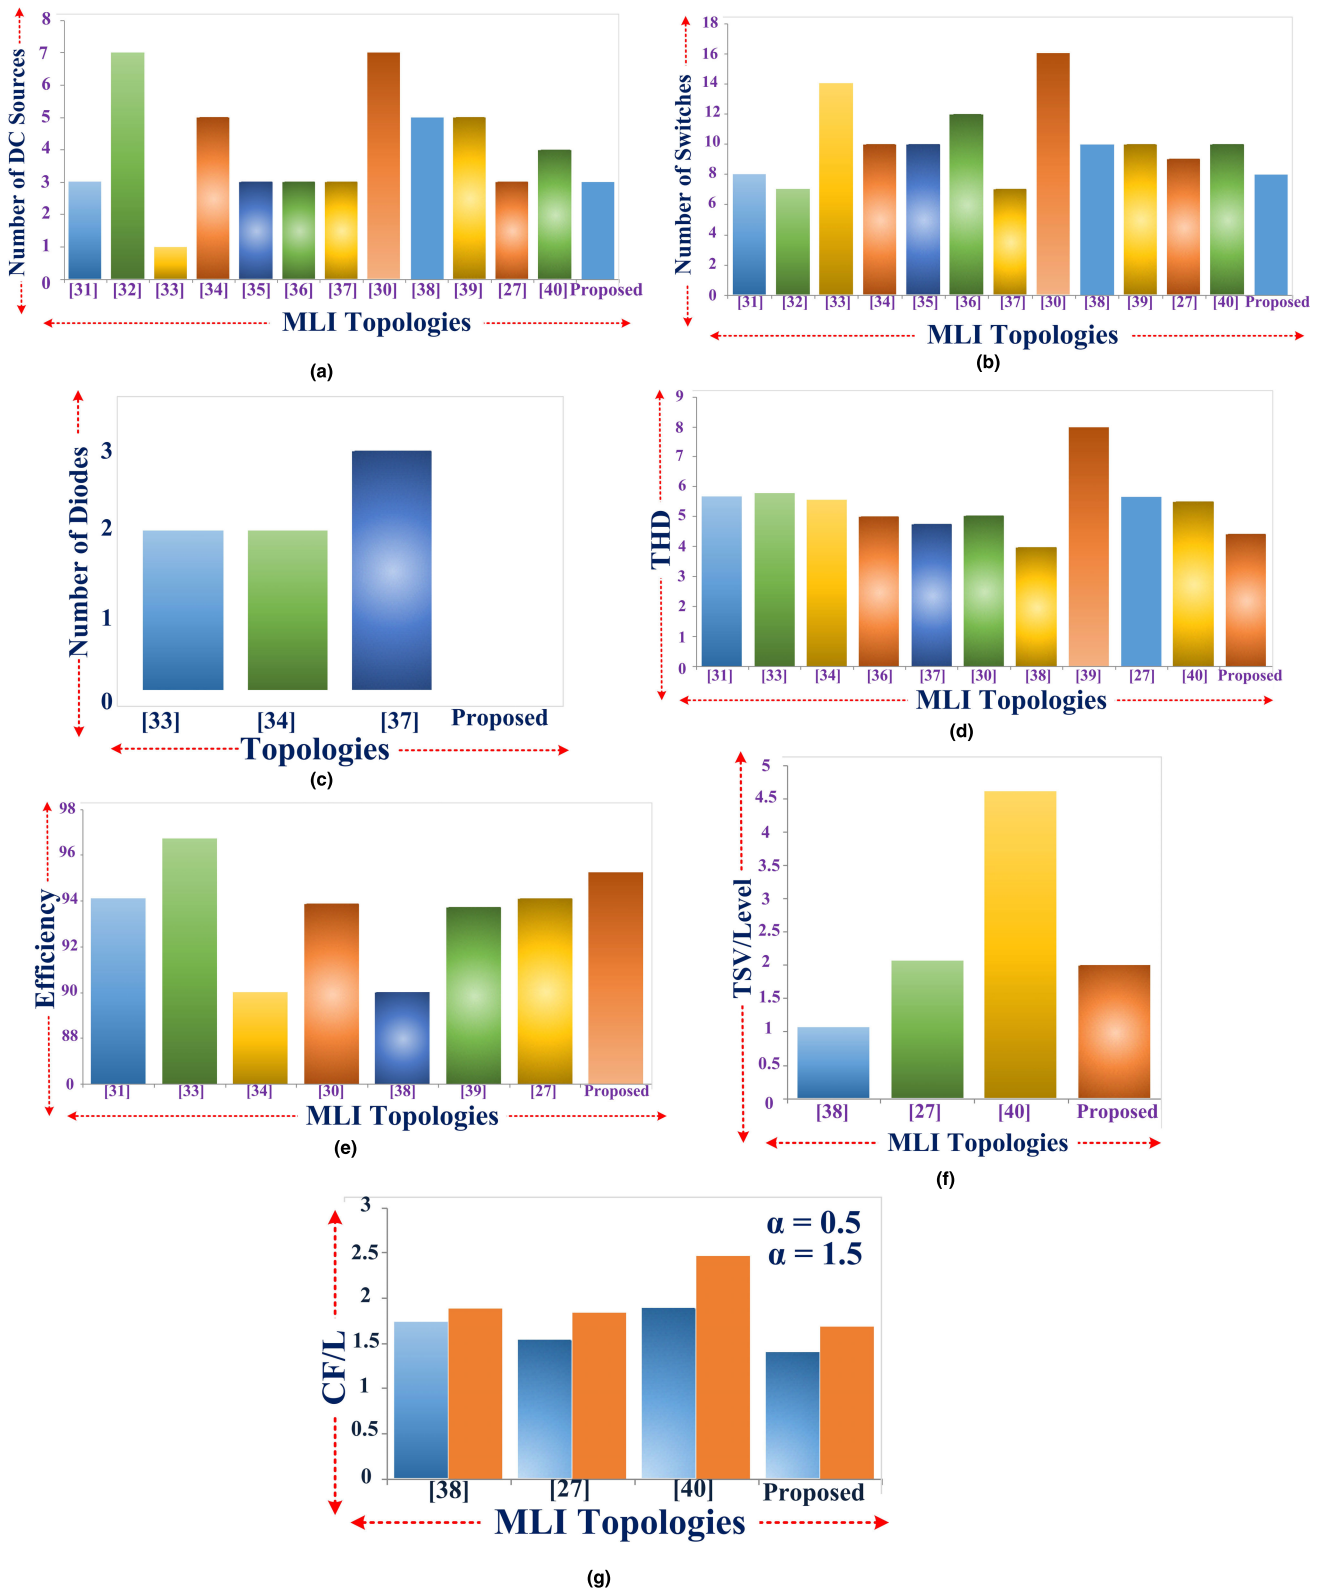 Number of DC Sources
8
7
6
5
4
3
2
1
0
[31] [32] [33] [34] [35] [36] [37] [30] [38] [39] [27] [40] Proposed
MLI Topologies
(a)
Number of Switches
18
16
14
12
10
8
6
4
2
0
[31] [32] [33] [34] [35] [36] [37] [30] [38] [39] [27] [40] Proposed
MLI Topologies
(b)
Number of Diodes
3
2
1
0
[33] [34] [37] Proposed
Topologies
(c)
THD
9
8
7
6
5
4
3
2
1
0
[31] [33] [34] [36] [37] [30] [38] [39] [27] [40] Proposed
MLI Topologies
(d)
Efficiency
98
96
94
92
90
88
0
[31] [33] [34] [30] [38] [39] [27] Proposed
MLI Topologies
(e)
TSV/Level
5
4.5
4
3.5
3
2.5
2
1.5
1
0.5
0
[38] [27] [40] Proposed
MLI Topologies
(f)
CF/L
3
2.5
2
1.5
1
0.5
0
α = 0.5
α = 1.5
[38] [27] [40] Proposed
MLI Topologies
(g)